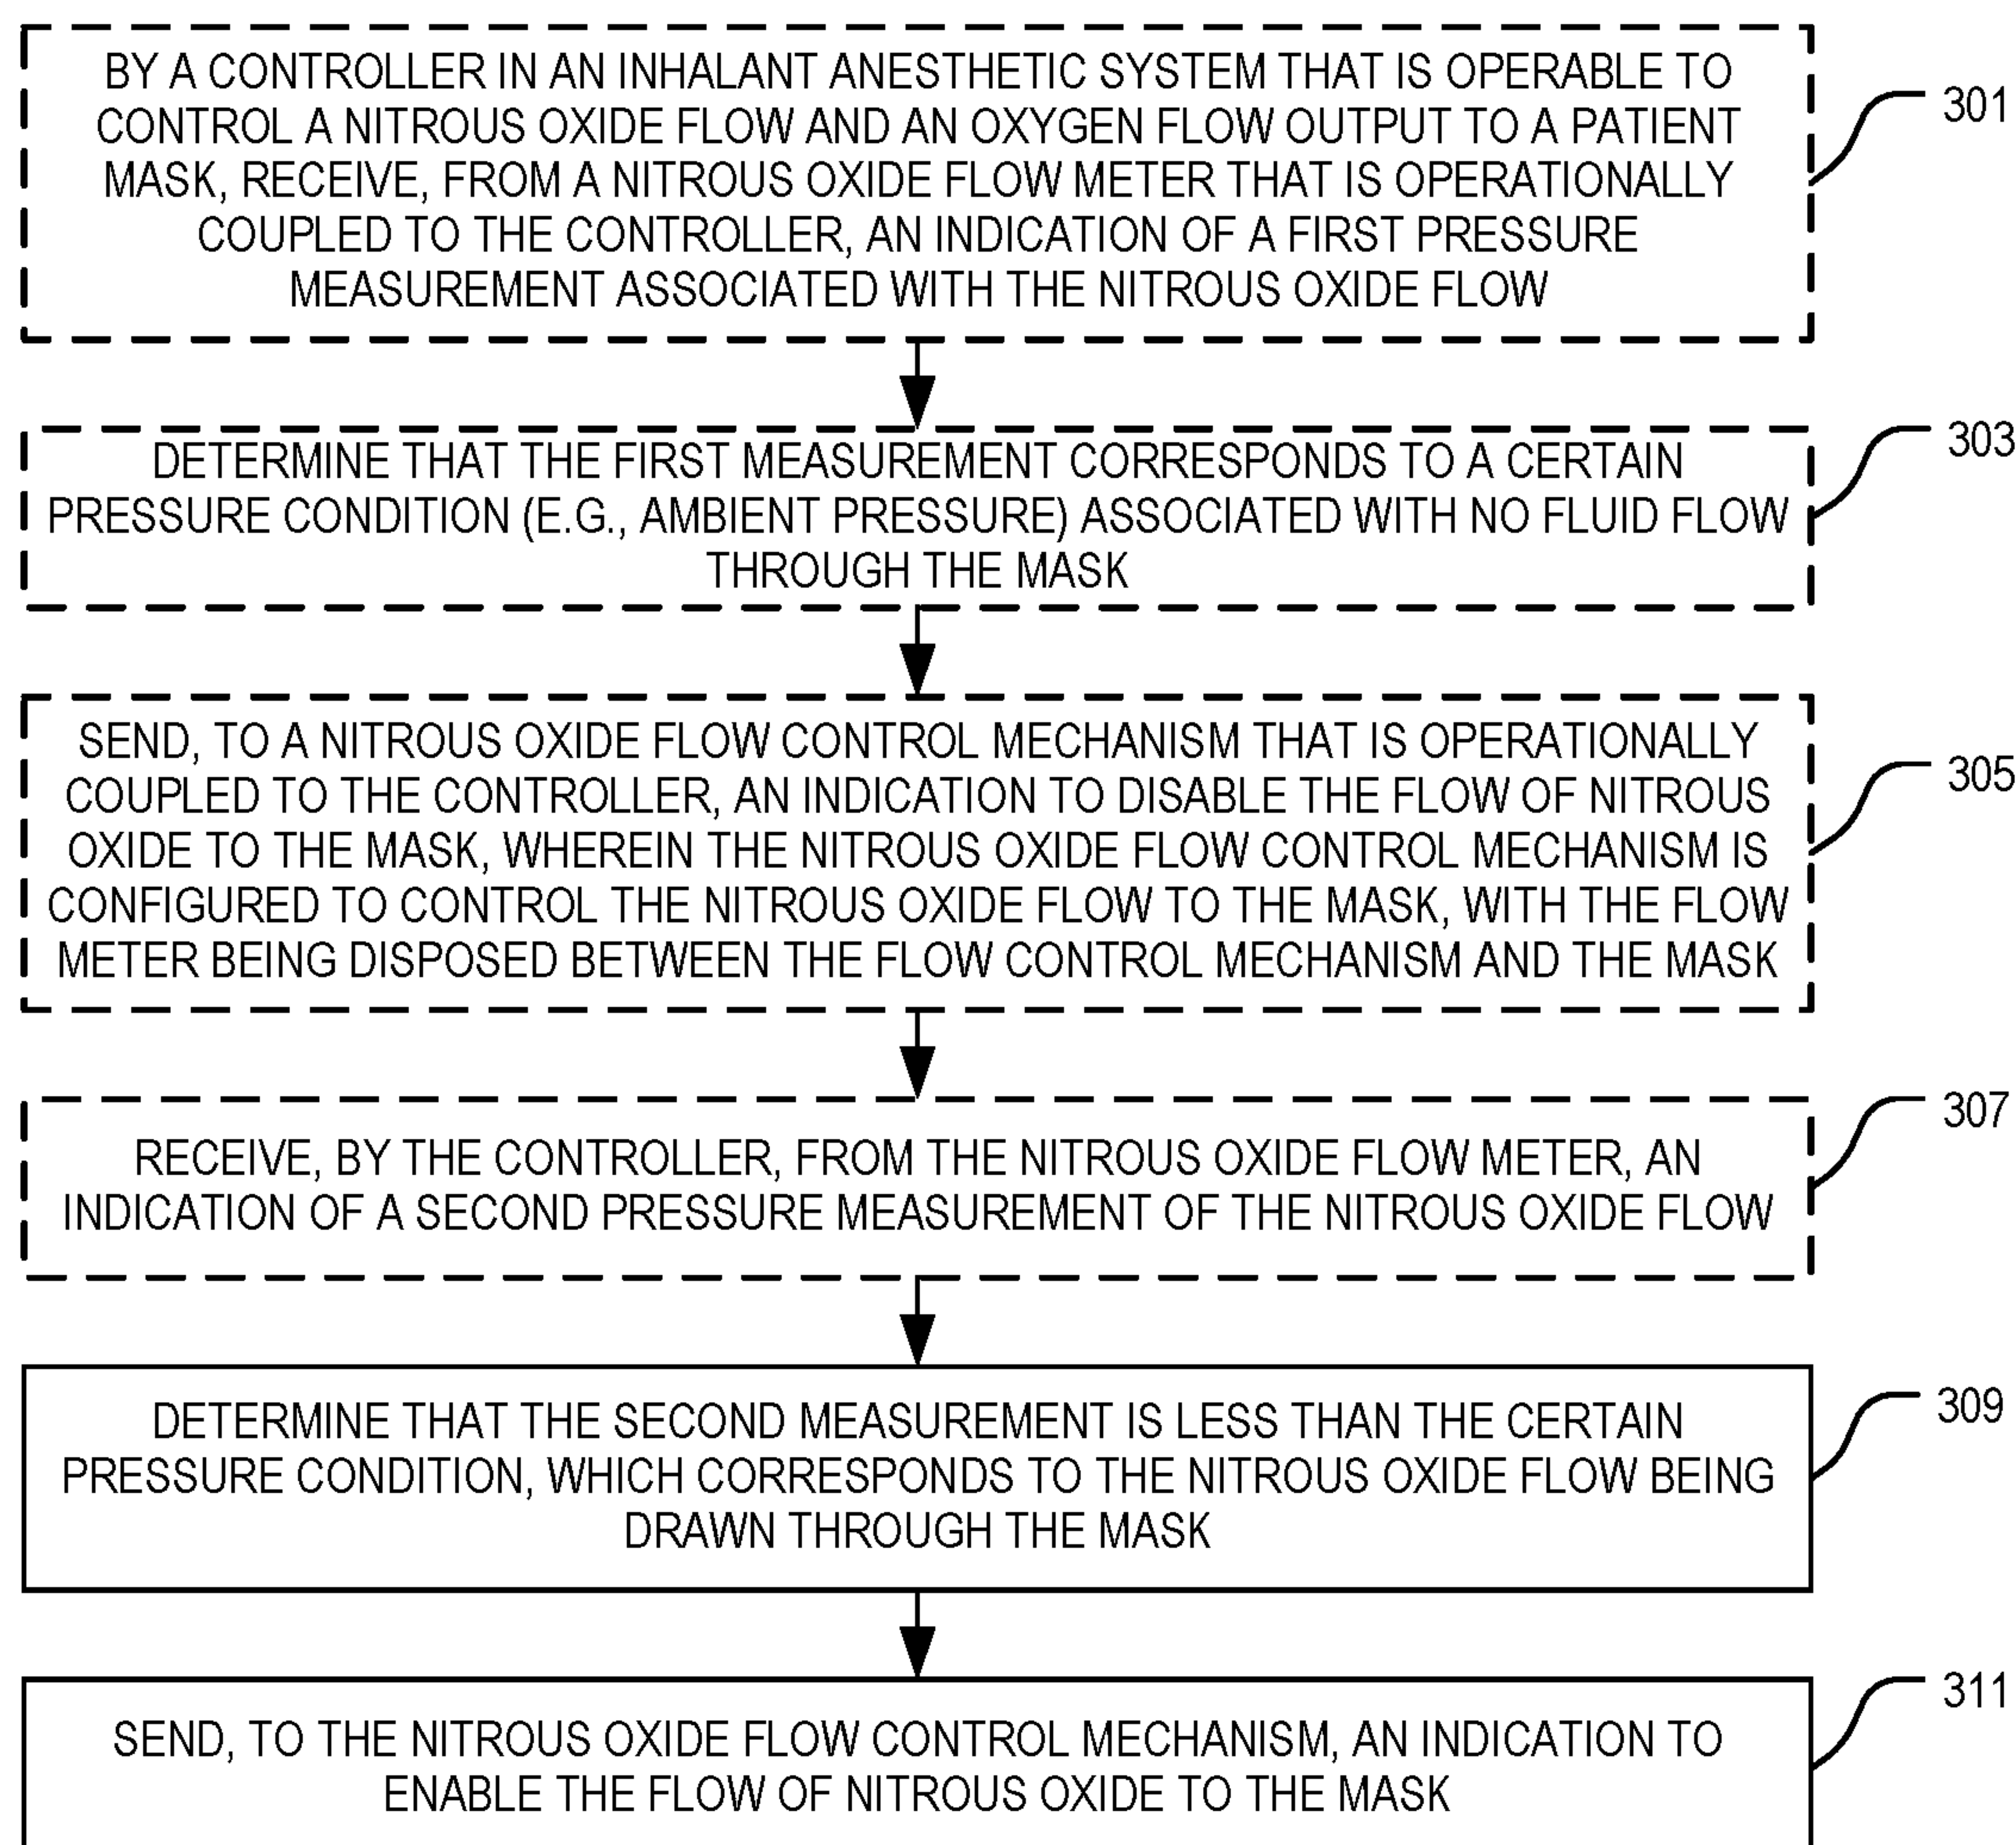 BY A CONTROLLER IN AN INHALANT ANESTHETIC SYSTEM THAT IS OPERABLE TO
CONTROL A NITROUS OXIDE FLOW AND AN OXYGEN FLOW OUTPUT TO A PATIENT
MASK, RECEIVE, FROM A NITROUS OXIDE FLOW METER THAT IS OPERATIONALLY
COUPLED TO THE CONTROLLER, AN INDICATION OF A FIRST PRESSURE
MEASUREMENT ASSOCIATED WITH THE NITROUS OXIDE FLOW
301
DETERMINE THAT THE FIRST MEASUREMENT CORRESPONDS TO A CERTAIN
PRESSURE CONDITION (E.G., AMBIENT PRESSURE) ASSOCIATED WITH NO FLUID FLOW
THROUGH THE MASK
303
SEND, TO A NITROUS OXIDE FLOW CONTROL MECHANISM THAT IS OPERATIONALLY
COUPLED TO THE CONTROLLER, AN INDICATION TO DISABLE THE FLOW OF NITROUS
OXIDE TO THE MASK, WHEREIN THE NITROUS OXIDE FLOW CONTROL MECHANISM IS
CONFIGURED TO CONTROL THE NITROUS OXIDE FLOW TO THE MASK, WITH THE FLOW
METER BEING DISPOSED BETWEEN THE FLOW CONTROL MECHANISM AND THE MASK
305
RECEIVE, BY THE CONTROLLER, FROM THE NITROUS OXIDE FLOW METER, AN
INDICATION OF A SECOND PRESSURE MEASUREMENT OF THE NITROUS OXIDE FLOW
307
DETERMINE THAT THE SECOND MEASUREMENT IS LESS THAN THE CERTAIN
PRESSURE CONDITION, WHICH CORRESPONDS TO THE NITROUS OXIDE FLOW BEING
DRAWN THROUGH THE MASK
309
SEND, TO THE NITROUS OXIDE FLOW CONTROL MECHANISM, AN INDICATION TO
ENABLE THE FLOW OF NITROUS OXIDE TO THE MASK
311